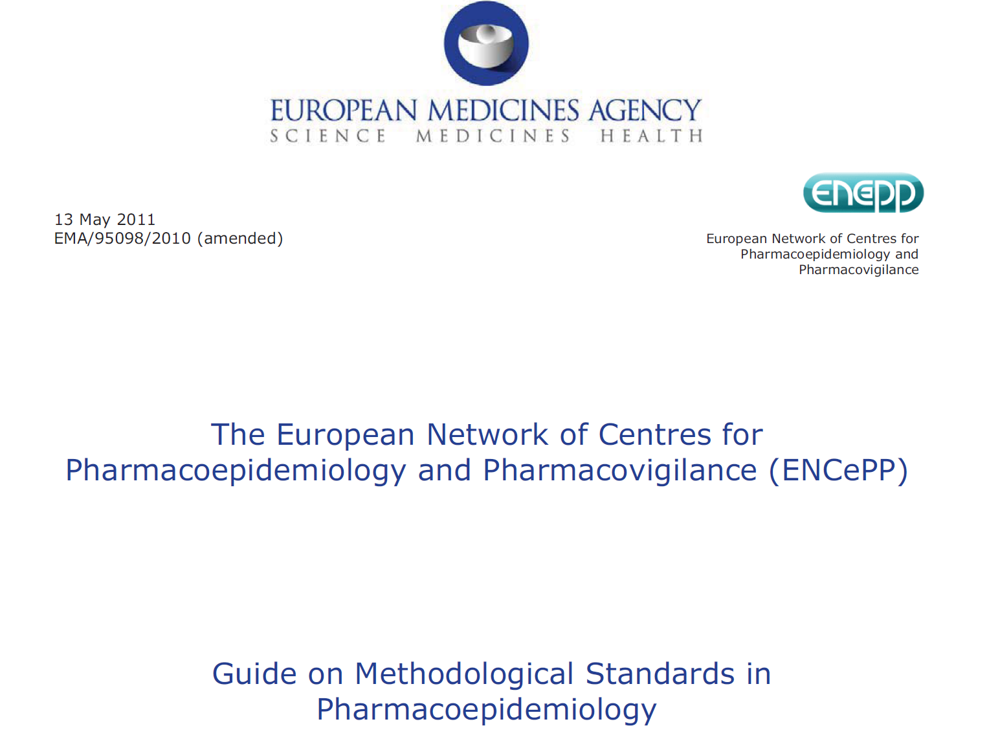 EUROPEAN MEDICINES AGENCY
SCIENCE MEDICINES HEALTH
enepp
13 May 2011
EMA/95098/2010 (amended)
European Network of Centres for
Pharmacoepidemiology and
Pharmacovigilance
The European Network of Centres for
Pharmacoepidemiology and Pharmacovigilance (ENCePP)
Guide on Methodological Standards in
Pharmacoepidemiology